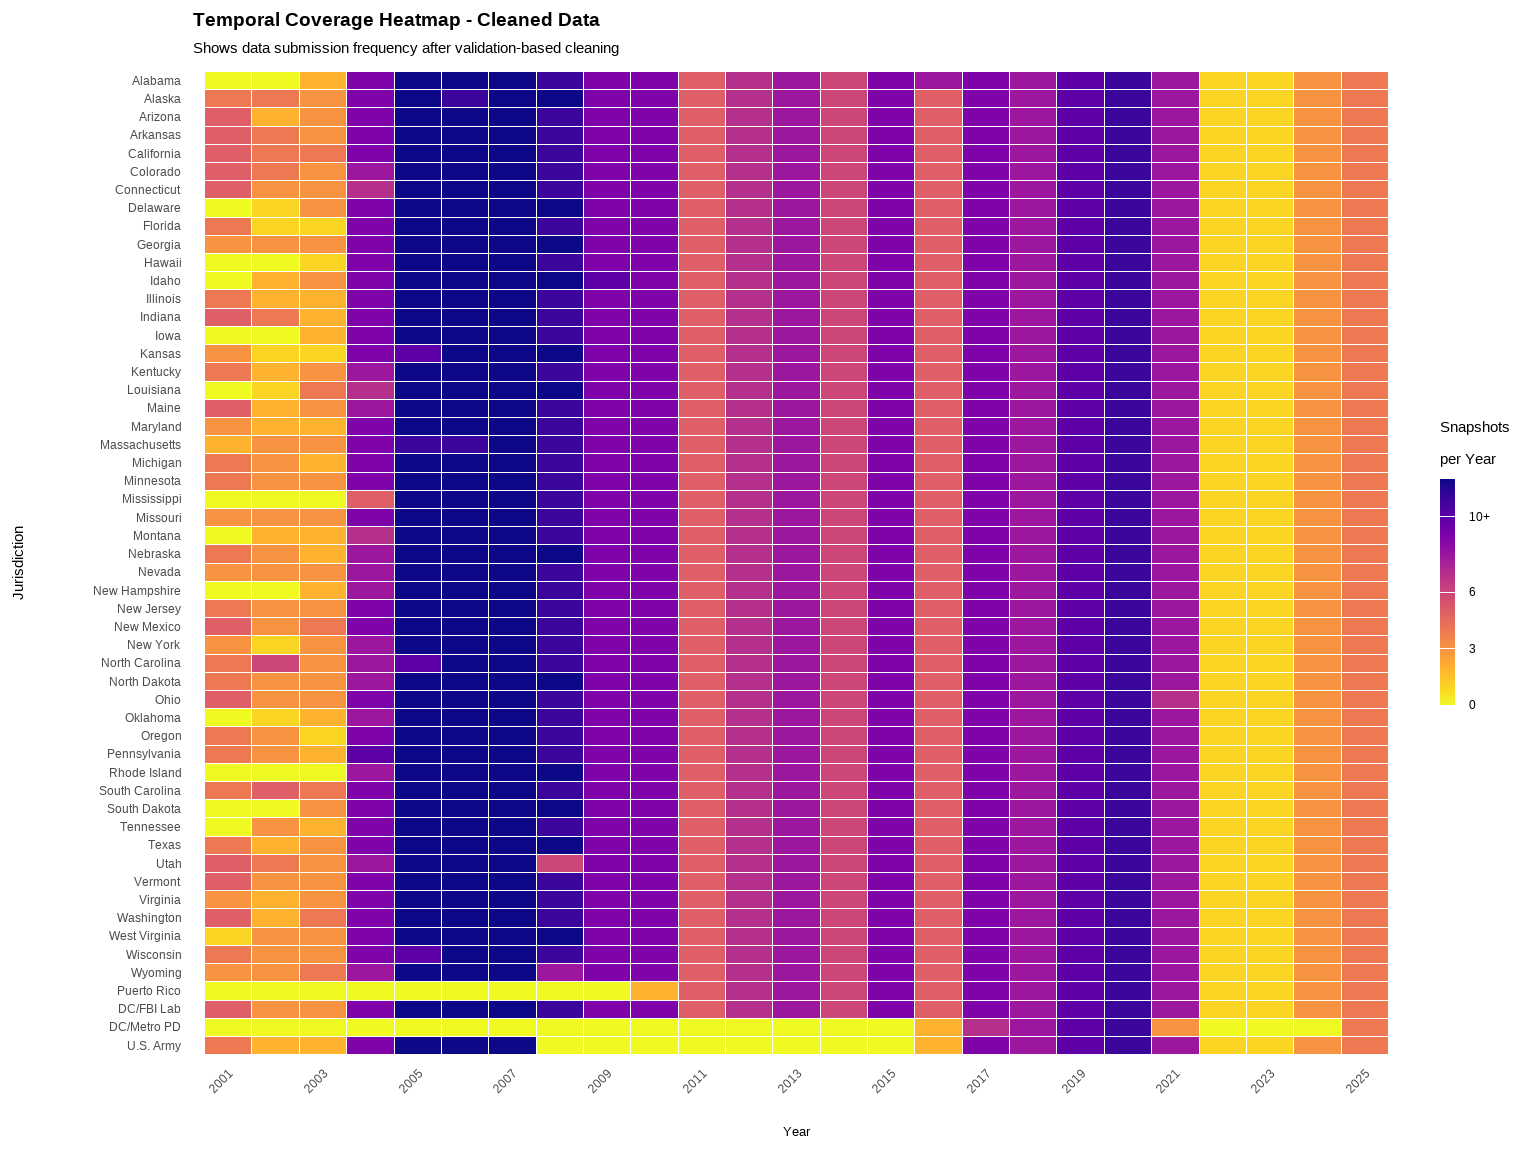 Temporal Coverage Heatmap - Cleaned Data
Shows data submission frequency after validation-based cleaning
Alabama
Alaska
Arizona
Arkansas
California
Colorado
Connecticut
Delaware
Florida
Georgia
Hawaii
Idaho
Illinois
Indiana
Iowa
Kansas
Kentucky
Louisiana
Maine
Maryland
Massachusetts
Michigan
Minnesota
Mississippi
Missouri
Montana
Nebraska
Nevada
New Hampshire
New Jersey
New Mexico
New York
North Carolina
North Dakota
Ohio
Oklahoma
Oregon
Pennsylvania
Rhode Island
South Carolina
South Dakota
Tennessee
Texas
Utah
Vermont
Virginia
Washington
West Virginia
Wisconsin
Wyoming
Puerto Rico
DC/FBI Lab
DC/Metro PD
U.S. Army
Jurisdiction
2001
2003
2005
2007
2009
2011
2013
2015
2017
2019
2021
2023
2025
Year
Snapshots
per Year
10+
6
3
0